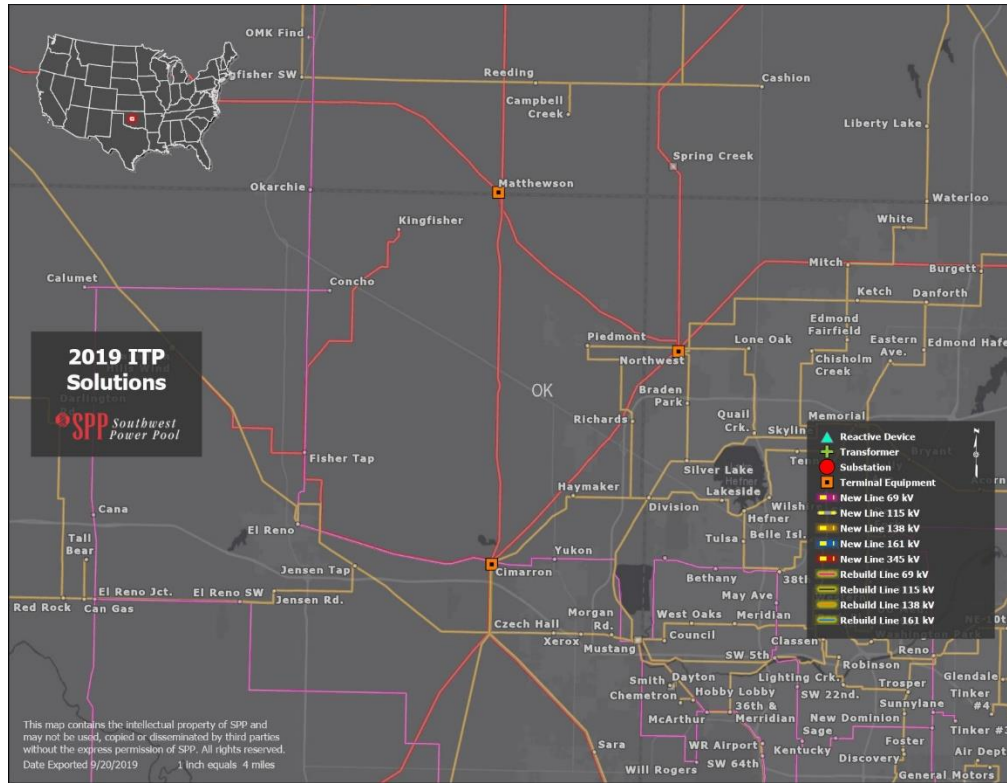 OMK Find
Kingfisher SW
Reeding
Cashion
Campbell
Creek
Liberty Lake
Spring Creek
Matthewson
Okarchie
Waterloo
White
Kingfisher
Mitch
Burgett
Calumet
Concho
Ketch
Danforth
Edmond
Fairfield
Piedmont
Northwest
Lone Oak
Eastern
Ave.
Edmond Hafe
Chisholm
Creek
2019 ITP
Solutions
SPP Southwest
Power Pool
OK
Braden
Park
Richards
Quail
Crk.
Memorial
Skyline
Fisher Tap
Silver Lake
Hefner
Haymaker
Division
Lakeside
Hefner
Tulsa
Belle Isl.
Reactive Device
Transformer
Substation
Terminal Equipment
New Line 69 kV
New Line 115 kV
New Line 138 kV
New Line 161 kV
New Line 345 kV
Rebuild Line 69 kV
Rebuild Line 115 kV
Rebuild Line 138 kV
Rebuild Line 161 kV
N
Bryant
Cana
Tall
Bear
El Reno
Yukon
Cimarron
Bethany
38th
Jensen Tap
May Ave
Red Rock
El Reno Jct.
Can Gas
El Reno SW
Jensen Rd.
Morgan
Rd.
West Oaks
Meridian
Czech Hall
Xerox
Mustang
Council
Classen
Washington Park
SW 5th
Reno
Robinson
Smith
Dayton
Chemetron
Hobby Lobby
Lighting Crk.
SW 22nd.
Trosper
Glendale
Tinker
#4
McArthur
36th &
Merridian
Sunnylane
New Dominion
Sage
Tinker #
WR Airport
Kentucky
Foster
Air Dept
Sara
Will Rogers
SW 64th
Discovery
General Motors
This map contains the intellectual property of SPP and
may not be used, copied or disseminated by third parties
without the express permission of SPP. All rights reserved.
Date Exported 9/20/2019 1 inch equals 4 miles